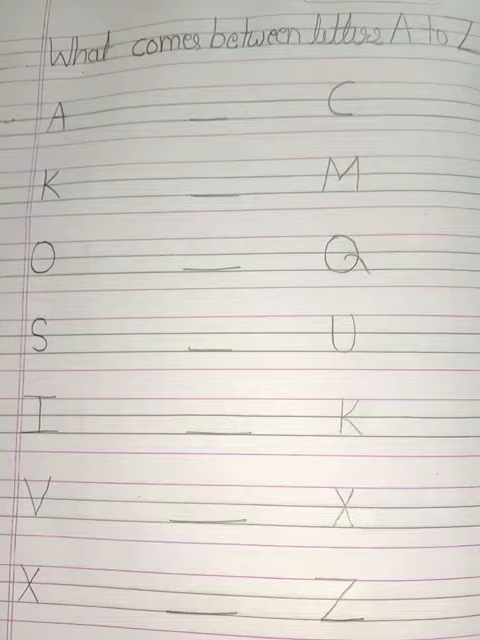 What comes between letters A to Z
A __ C
K __ M
O __ Q
S __ U
I __ K
V __ X
X __ Z